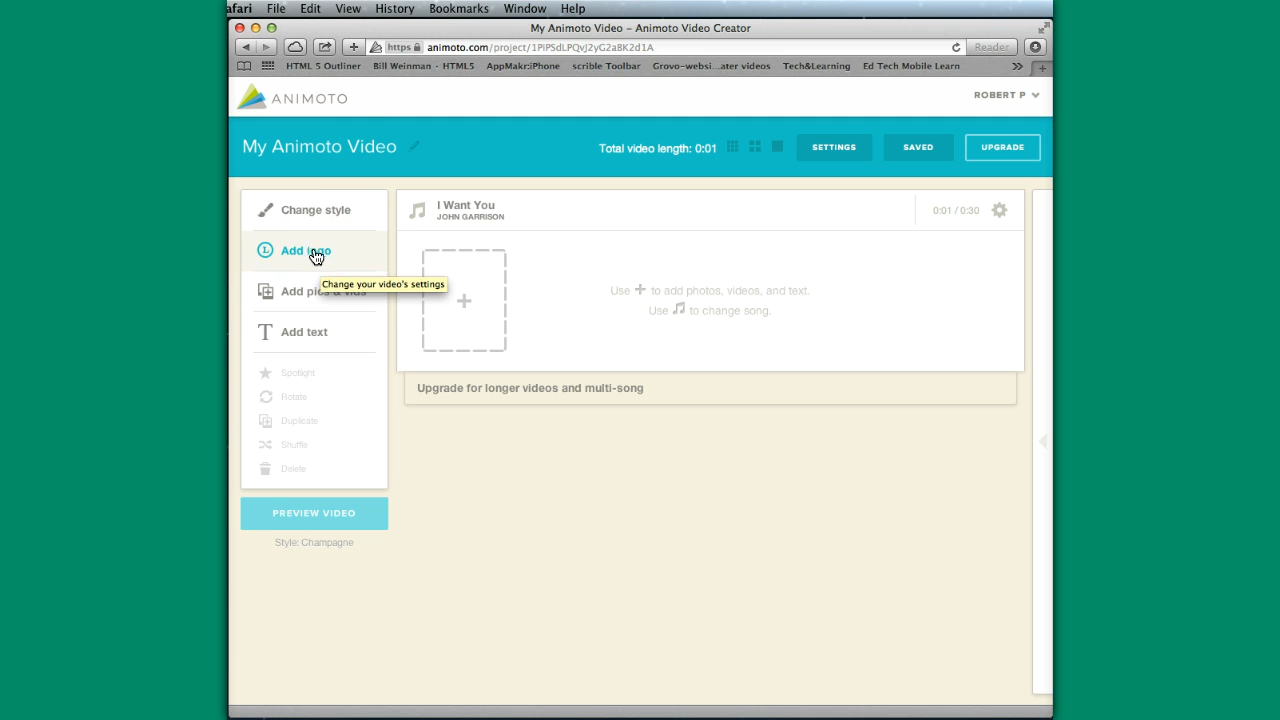 afari File Edit View History Bookmarks Window Help
My Animoto Video – Animoto Video Creator
https animoto.com/project/1PiPSdLPQvJ2yG2aBK2d1A Reader
HTML 5 Outliner Bill Weinman - HTML5 AppMakr:iPhone scrible Toolbar Grovo-websi...ater videos Tech&Learning Ed Tech Mobile Learn
ANIMOTO ROBERT P
My Animoto Video Total video length: 0:01 SETTINGS SAVED UPGRADE
Change style
Add logo
Change your video's settings
Add pics & vids
Add text
Spotlight
Rotate
Duplicate
Shuffle
Delete
PREVIEW VIDEO
Style: Champagne
I Want You
JOHN GARRISON
0:01 / 0:30
Use + to add photos, videos, and text.
Use to change song.
Upgrade for longer videos and multi-song